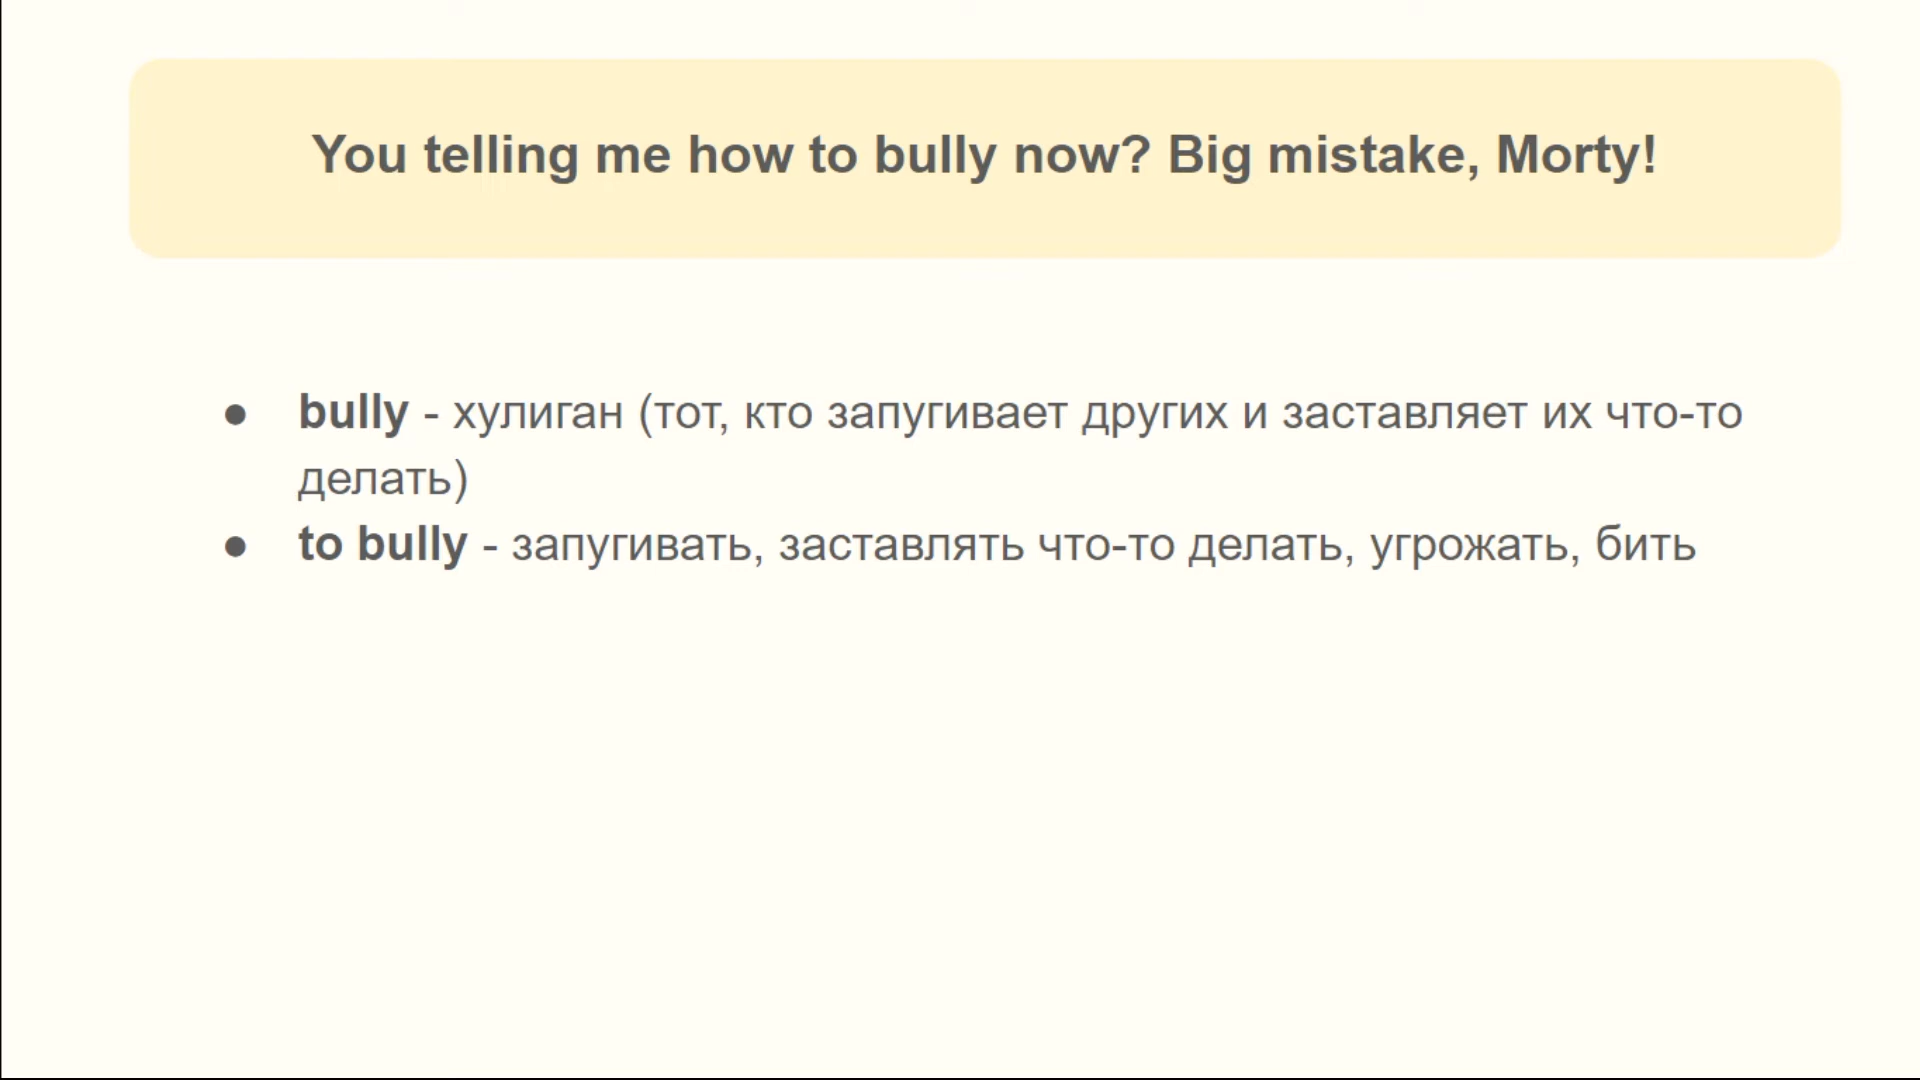 You telling me how to bully now? Big mistake, Morty!
● bully - хулиган (тот, кто запугивает других и заставляет их что-то
делать)
● to bully - запугивать, заставлять что-то делать, угрожать, бить